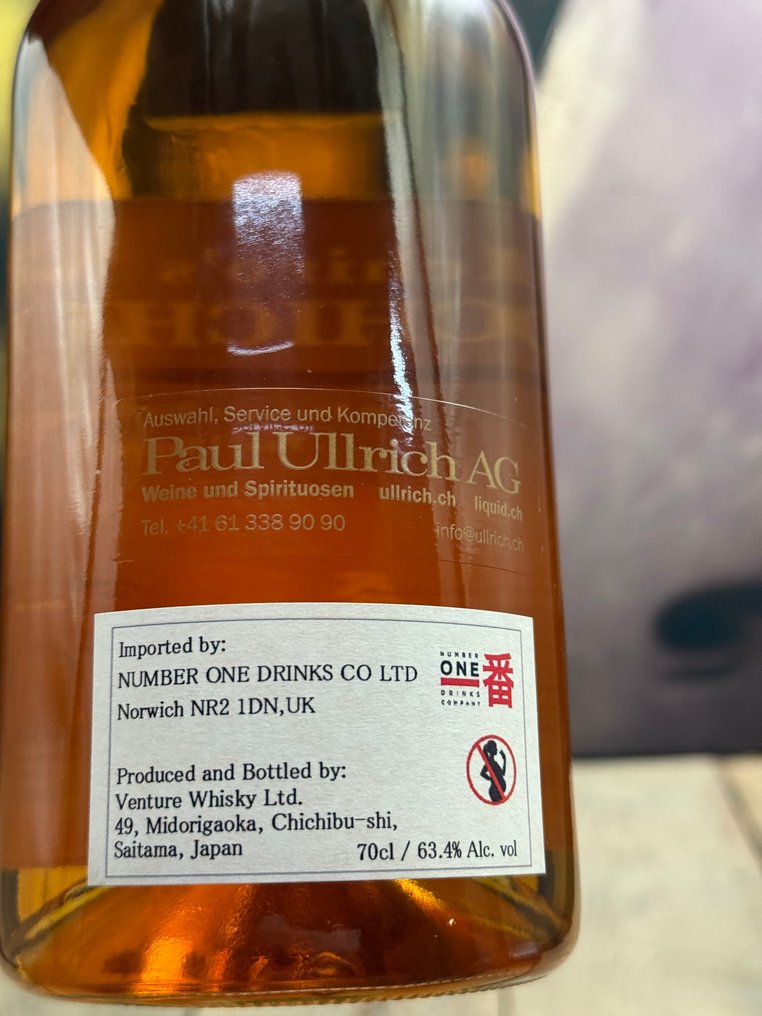 Auswahl, Service und Kompetenz
Paul Ullrich AG
Weine und Spirituosen ullrich.ch liquid.ch
Tel. +41 61 338 90 90 info@ullrich.ch
Imported by:
NUMBER ONE DRINKS CO LTD
Norwich NR2 1DN,UK
NUMBER
ONE
DRINKS
COMPANY
番
Produced and Bottled by:
Venture Whisky Ltd.
49, Midorigaoka, Chichibu-shi,
Saitama, Japan 70cl / 63.4% Alc. vol